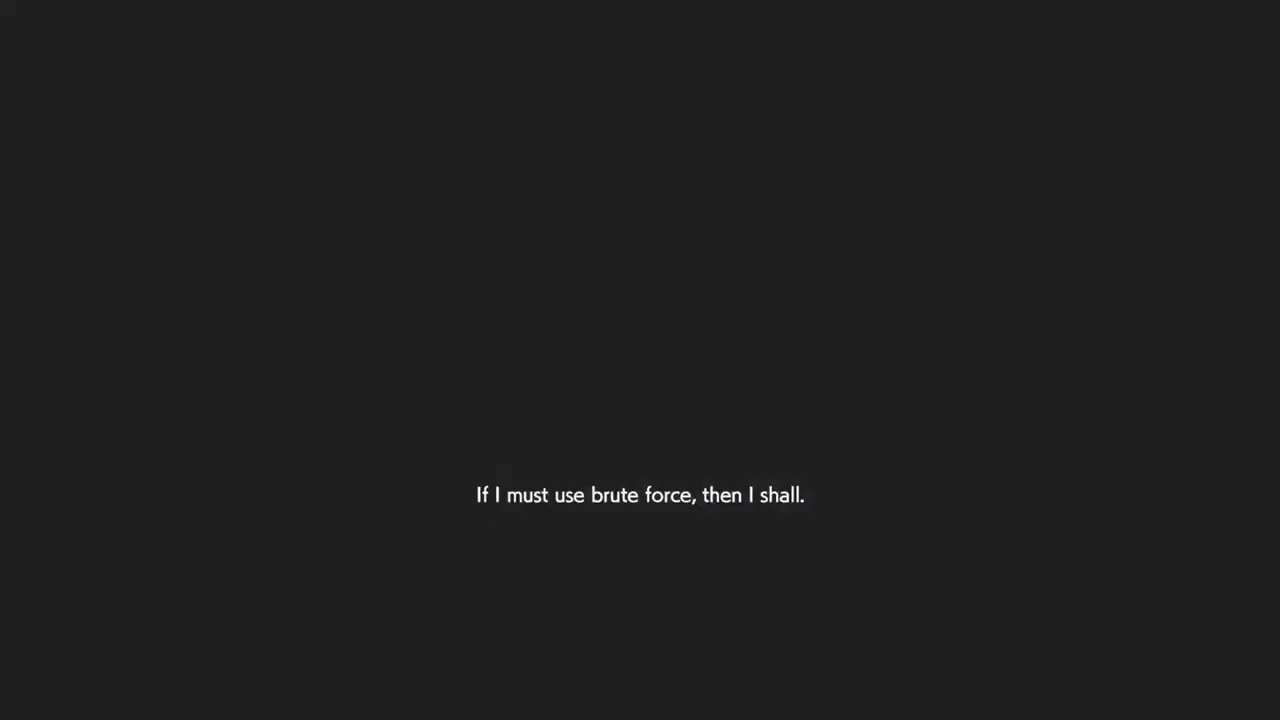 If I must use brute force, then I shall.